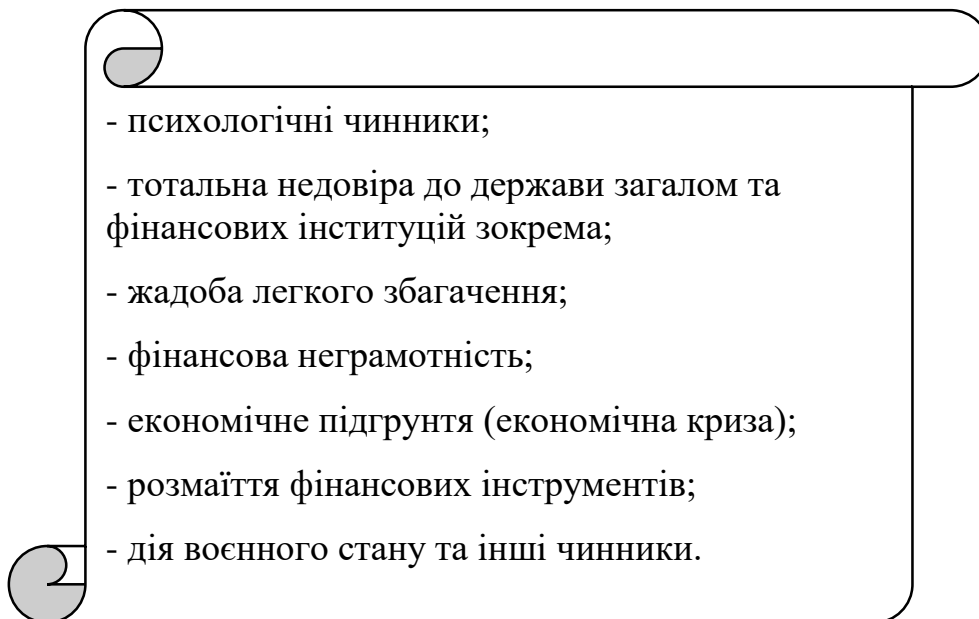 - психологічні чинники;
- тотальна недовіра до держави загалом та
фінансових інституцій зокрема;
- жадоба легкого збагачення;
- фінансова неграмотність;
- економічне підгрунтя (економічна криза);
- розмаїття фінансових інструментів;
- дія воєнного стану та інші чинники.